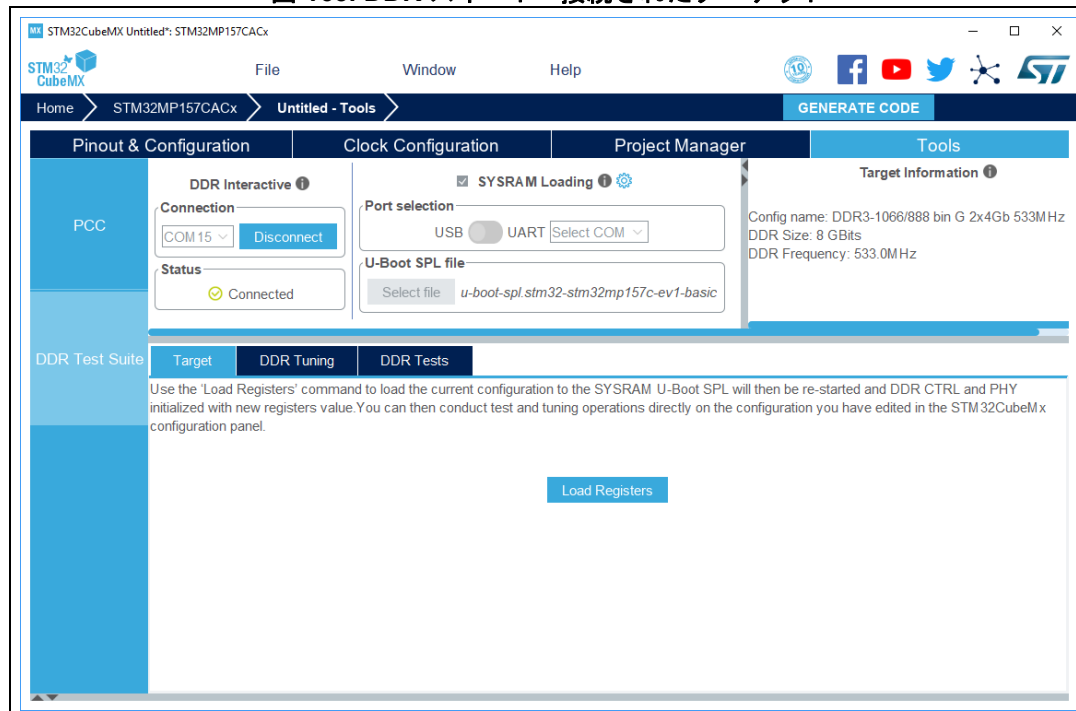 STM32CubeMX Untitled*: STM32MP157CACx
STM32
CubeMX
File
Window
Help
Home
STM32MP157CACx
Untitled - Tools
GENERATE CODE
Pinout & Configuration
Clock Configuration
Project Manager
Tools
PCC
DDR Test Suite
DDR Interactive
Connection
COM15
Disconnect
Status
Connected
SYSRAM Loading
Port selection
USB
UART
Select COM
U-Boot SPL file
Select file
u-boot-spl.stm32-stm32mp157c-ev1-basic
Target Information
Config name: DDR3-1066/888 bin G 2x4Gb 533MHz
DDR Size: 8 GBits
DDR Frequency: 533.0MHz
Target
DDR Tuning
DDR Tests
Use the 'Load Registers' command to load the current configuration to the SYSRAM U-Boot SPL will then be re-started and DDR CTRL and PHY
initialized with new registers value.You can then conduct test and tuning operations directly on the configuration you have edited in the STM32CubeMx
configuration panel.
Load Registers